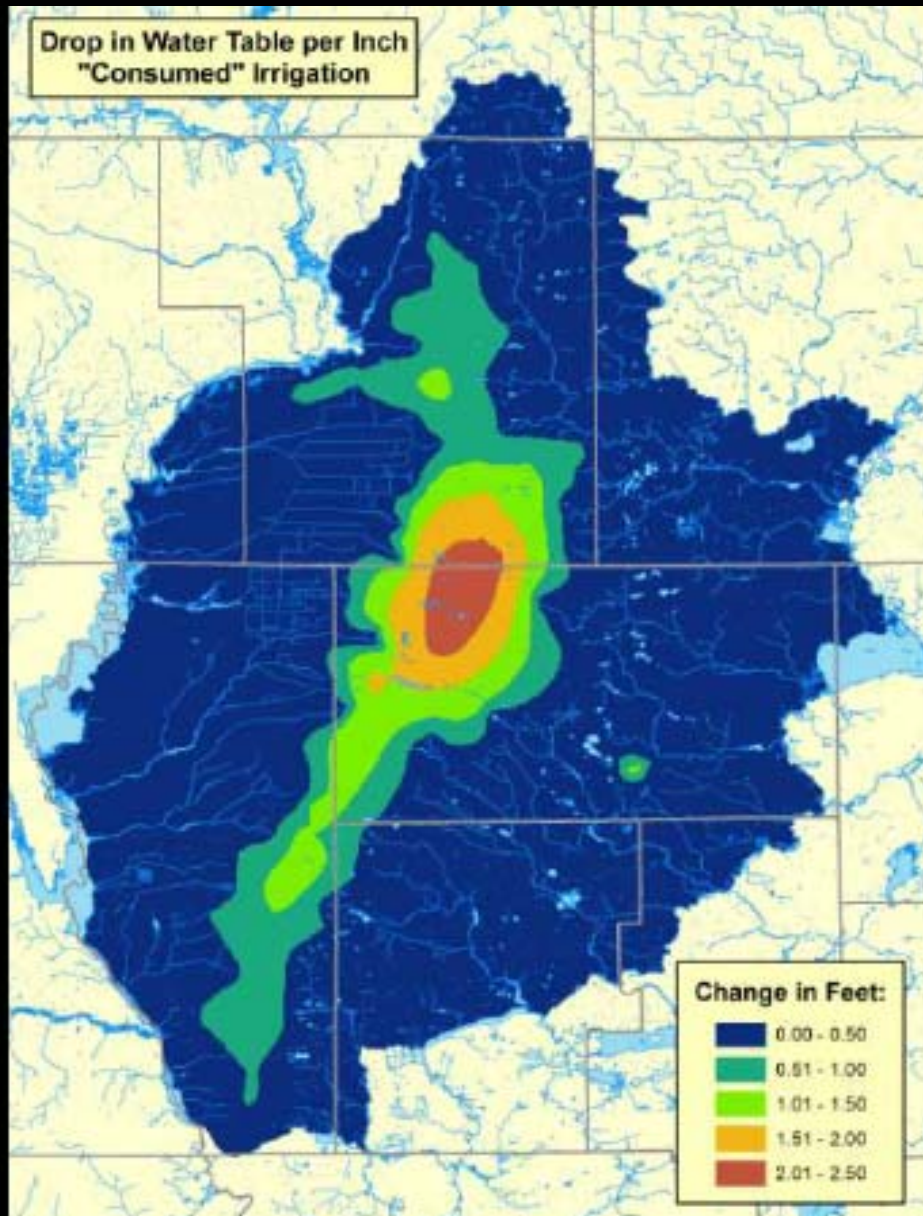 Drop in Water Table per Inch
"Consumed" Irrigation
Change in Feet:
0.00 - 0.50
0.51 - 1.00
1.01 - 1.50
1.51 - 2.00
2.01 - 2.50